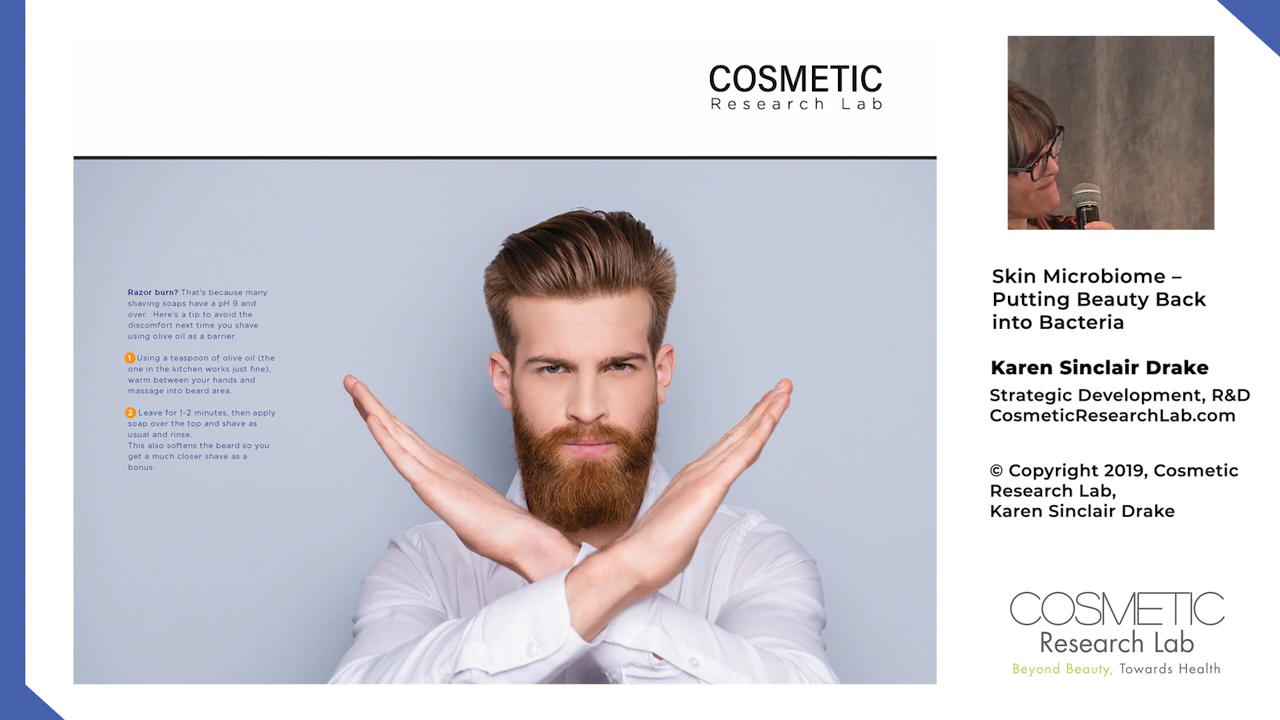 COSMETIC
Research Lab
Razor burn? That's because many
shaving soaps have a pH 9 and
over. Here's a tip to avoid the
discomfort next time you shave
using olive oil as a barrier.
1 Using a teaspoon of olive oil (the
one in the kitchen works just fine),
warm between your hands and
massage into beard area.
2 Leave for 1-2 minutes, then apply
soap over the top and shave as
usual and rinse.
This also softens the beard so you
get a much closer shave as a
bonus.
Skin Microbiome –
Putting Beauty Back
into Bacteria
Karen Sinclair Drake
Strategic Development, R&D
CosmeticResearchLab.com
© Copyright 2019, Cosmetic
Research Lab,
Karen Sinclair Drake
COSMETIC
Research Lab
Beyond Beauty, Towards Health